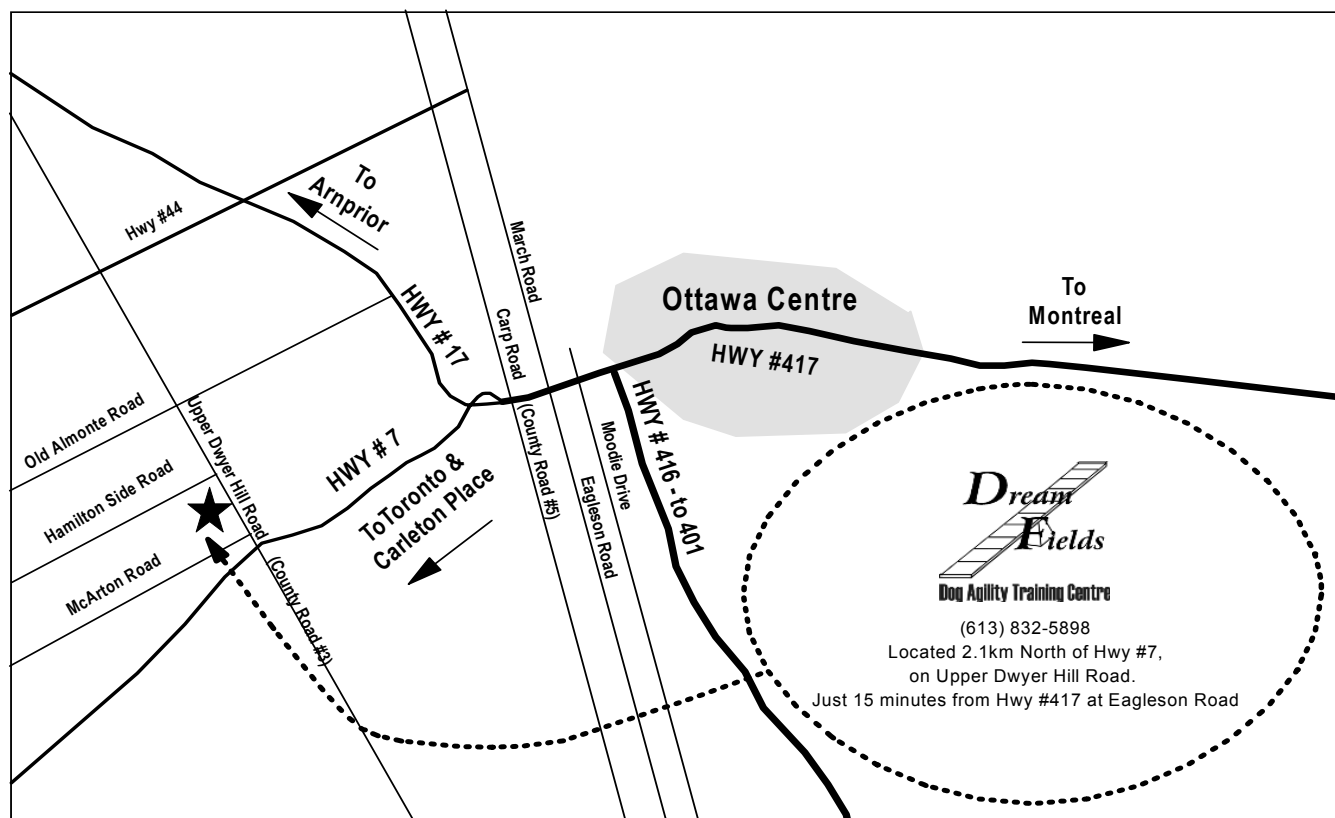 To
Arnprior
Hwy #44
March Road
HWY # 17
Carp Road
Ottawa Centre
HWY #417
To
Montreal
Old Almonte Road
Upper Dwyer Hill Road
Hamilton Side Road
HWY # 7
McArton Road
ToToronto &
Carleton Place
(County Road #3)
(County Road #5)
Eagleson Road
Moodie Drive
HWY # 416 - to 401
Dream
Fields
Dog Agility Training Centre
(613) 832-5898
Located 2.1km North of Hwy #7,
on Upper Dwyer Hill Road.
Just 15 minutes from Hwy #417 at Eagleson Road